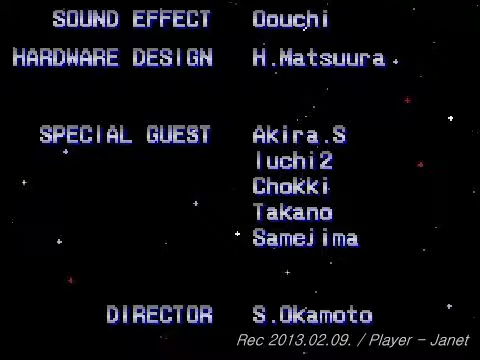 SOUND EFFECT Oouchi
HARDWARE DESIGN H.Matsuura
SPECIAL GUEST Akira.S
Iuchi2
Chokki
Takano
Samejima
DIRECTOR S.Okamoto
Rec 2013.02.09. / Player - Janet